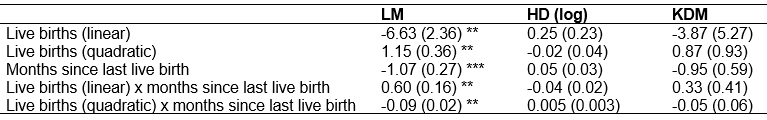 LM HD (log) KDM
Live births (linear) -6.63 (2.36) ** 0.25 (0.23) -3.87 (5.27)
Live births (quadratic) 1.15 (0.36) ** -0.02 (0.04) 0.87 (0.93)
Months since last live birth -1.07 (0.27) *** 0.05 (0.03) -0.95 (0.59)
Live births (linear) x months since last live birth 0.60 (0.16) ** -0.04 (0.02) 0.33 (0.41)
Live births (quadratic) x months since last live birth -0.09 (0.02) ** 0.005 (0.003) -0.05 (0.06)